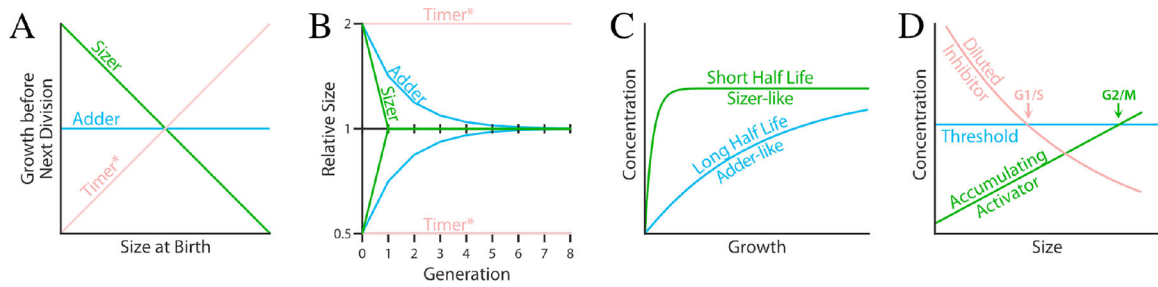 A
Growth before
Next Division
Sizer
Adder
Timer*
Size at Birth
B
Relative Size
2
1
0.5
Timer*
Adder
Sizer
Timer*
0 1 2 3 4 5 6 7 8
Generation
C
Concentration
Short Half Life
Sizer-like
Long Half Life
Adder-like
Growth
D
Concentration
Diluted
Inhibitor
G1/S
G2/M
Threshold
Accumulating
Activator
Size